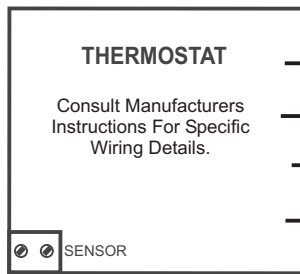 THERMOSTAT
Consult Manufacturers
Instructions For Specific
Wiring Details.
SENSOR